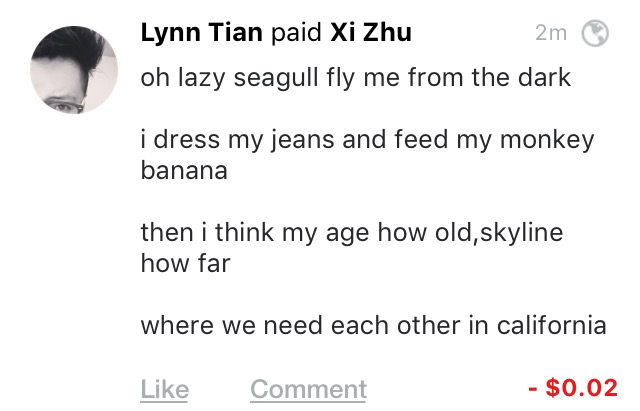 Lynn Tian paid Xi Zhu 2m
oh lazy seagull fly me from the dark
i dress my jeans and feed my monkey
banana
then i think my age how old,skyline
how far
where we need each other in california
Like Comment - $0.02